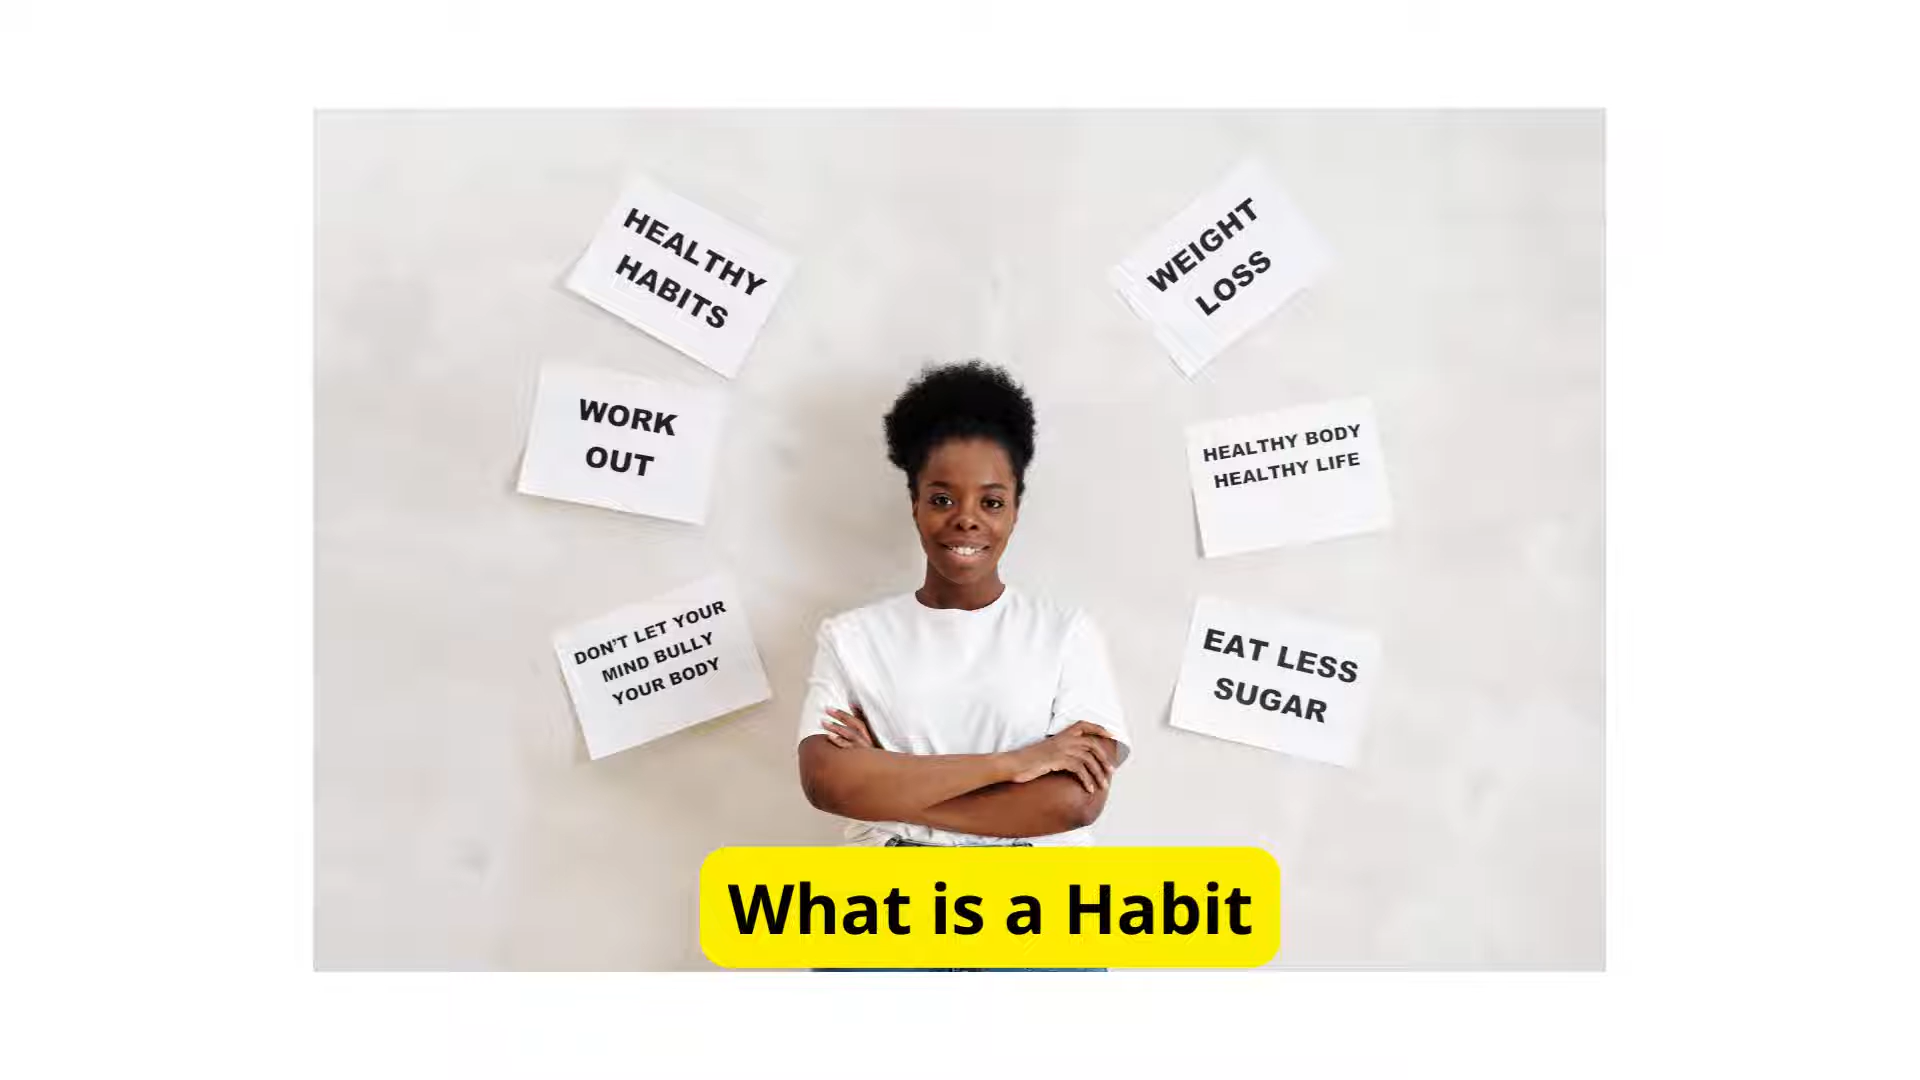 HEALTHY
HABITS
WEIGHT
LOSS
WORK
OUT
HEALTHY BODY
HEALTHY LIFE
DON'T LET YOUR
MIND BULLY
YOUR BODY
EAT LESS
SUGAR
What is a Habit